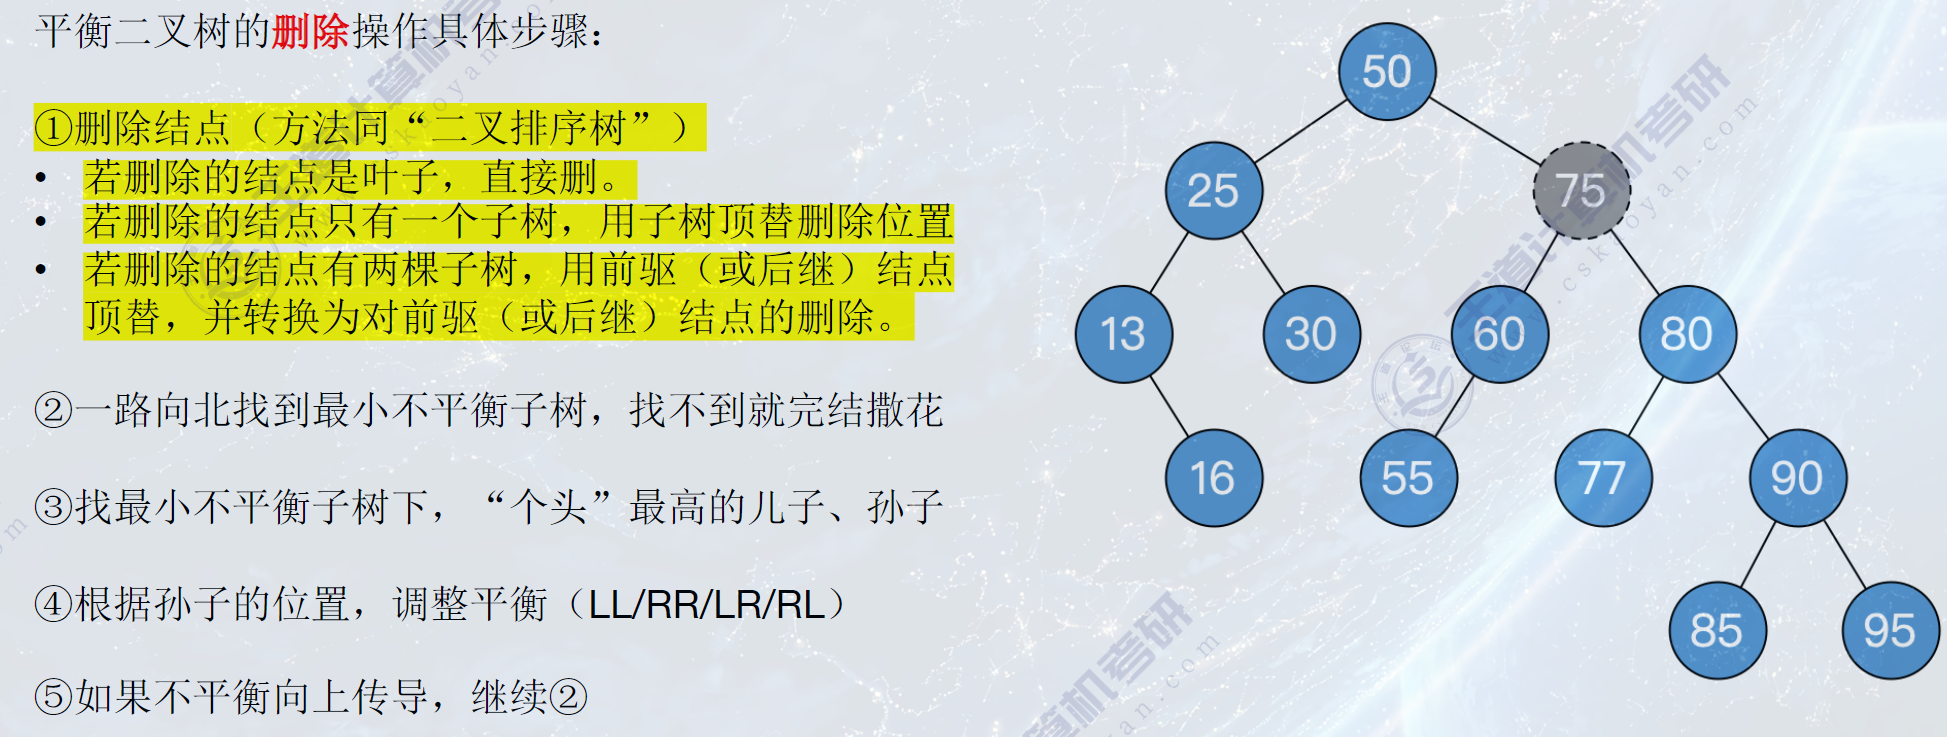 平衡二叉树的删除操作具体步骤：
①删除结点（方法同“二叉排序树”）
• 若删除的结点是叶子，直接删。
• 若删除的结点只有一个子树，用子树顶替删除位置
• 若删除的结点有两棵子树，用前驱（或后继）结点
顶替，并转换为对前驱（或后继）结点的删除。
②一路向北找到最小不平衡子树，找不到就完结撒花
③找最小不平衡子树下，“个头”最高的儿子、孙子
④根据孙子的位置，调整平衡（LL/RR/LR/RL）
⑤如果不平衡向上传导，继续②
50
25 75
13 30 60 80
16 55 77 90
85 95